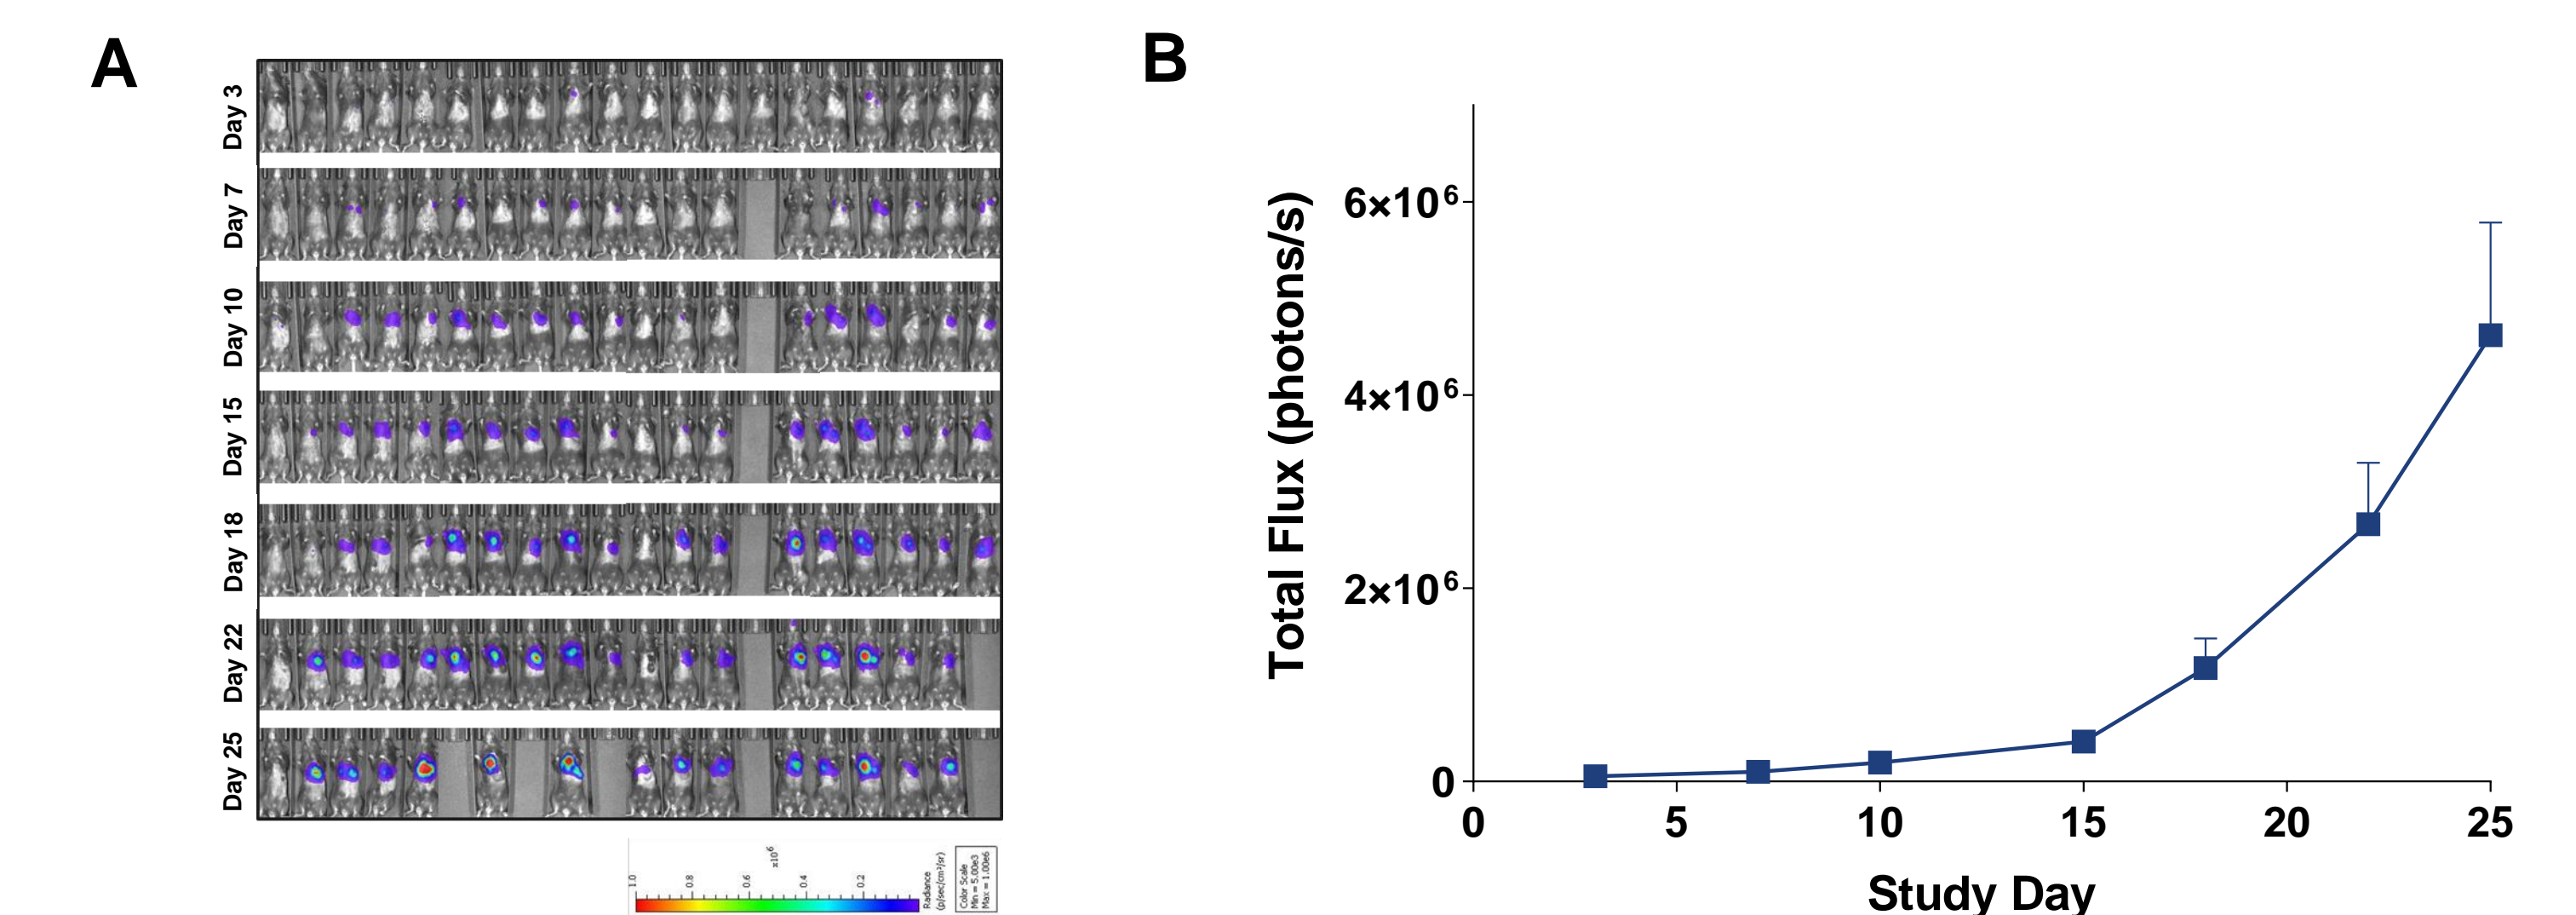 A
Day 3
Day 7
Day 10
Day 15
Day 18
Day 22
Day 25
1.0
0.8
0.6
0.4
0.2
x10⁶
Radiance
(p/sec/cm²/sr)
Color Scale
Min = 5.00e3
Max = 1.00e6
B
Total Flux (photons/s)
6×10⁶
4×10⁶
2×10⁶
0
0
5
10
15
20
25
Study Day